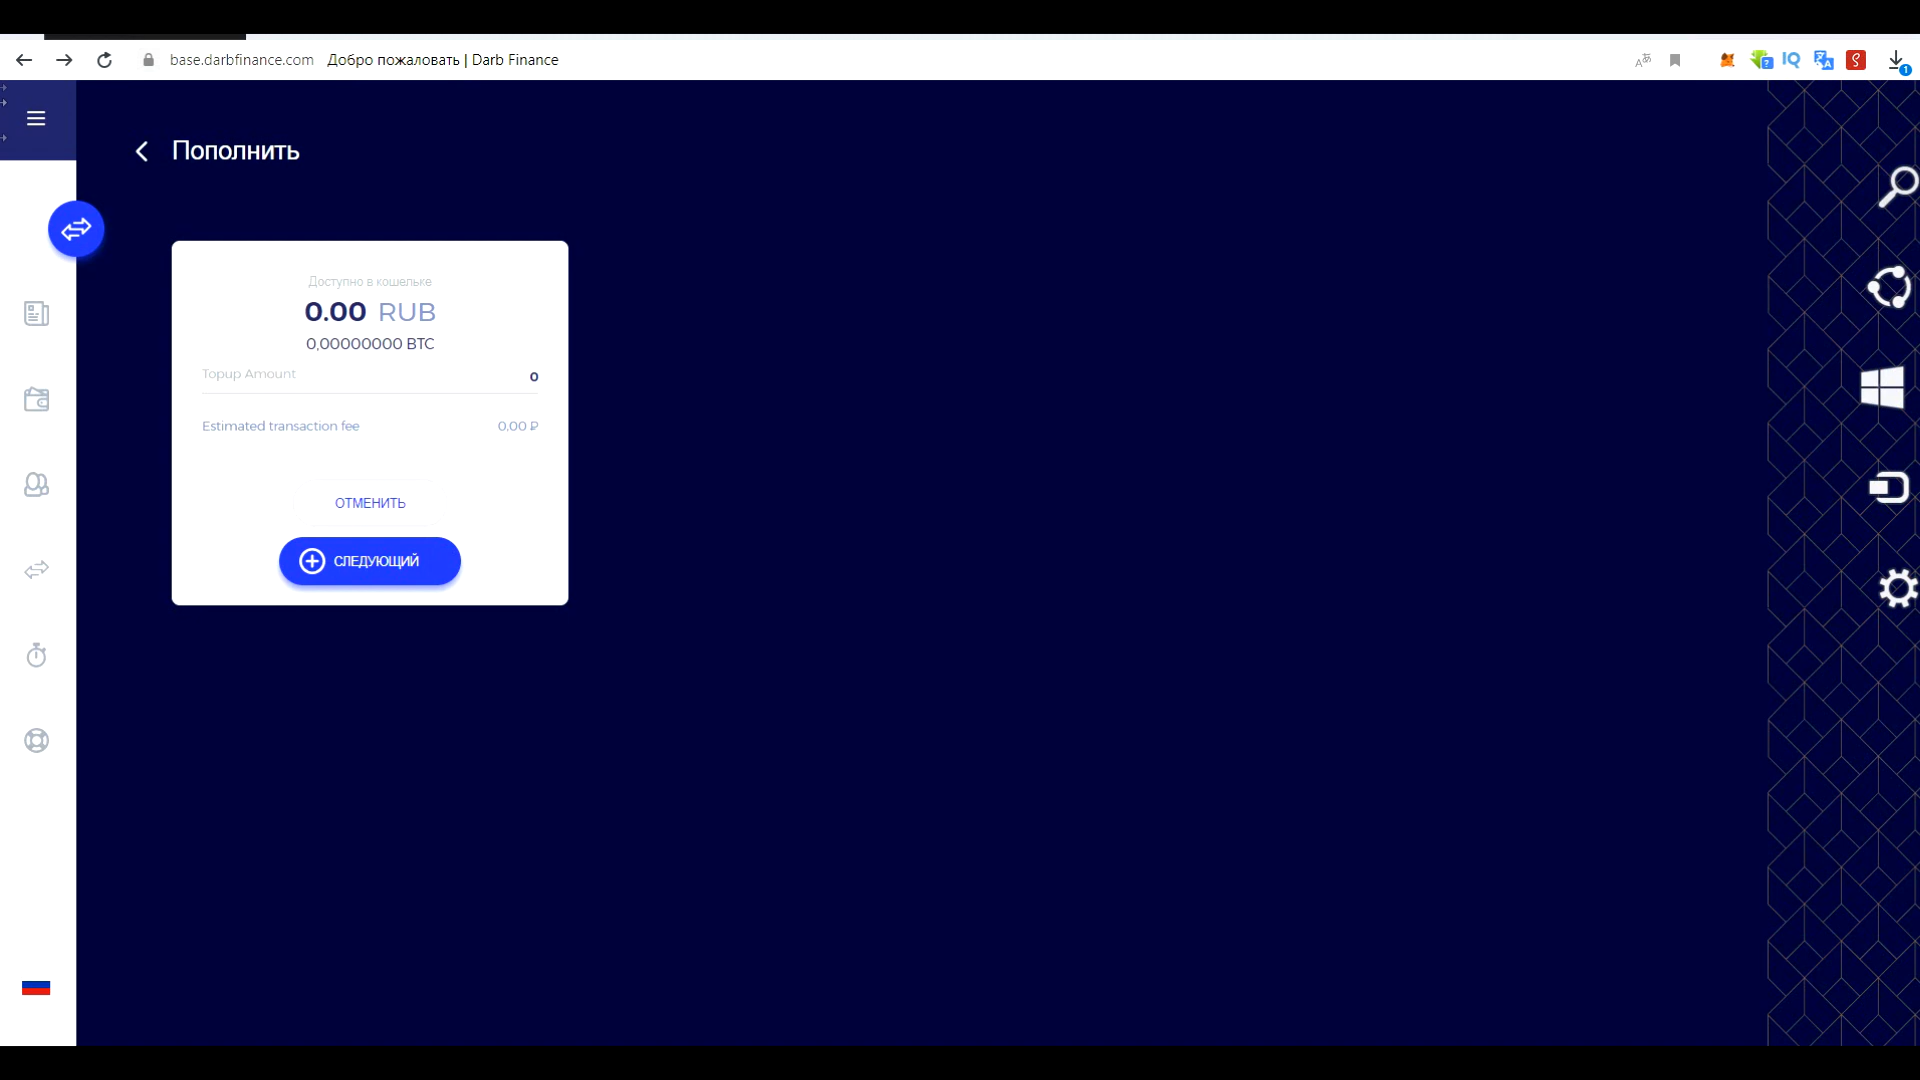 base.darbfinance.com Добро пожаловать | Darb Finance
IQ
1
Пополнить
Доступно в кошельке
0.00 RUB
0,00000000 BTC
Topup Amount 0
Estimated transaction fee 0,00 ₽
ОТМЕНИТЬ
СЛЕДУЮЩИЙ